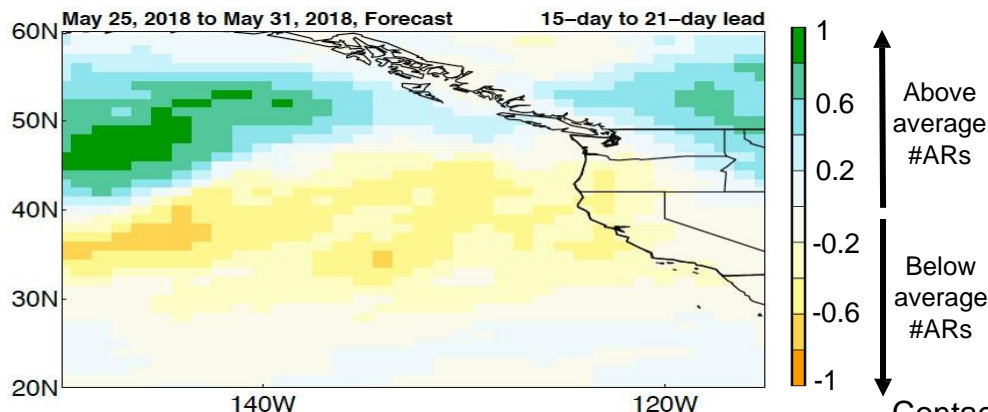 May 25, 2018 to May 31, 2018, Forecast 15-day to 21-day lead
60N
50N
40N
30N
20N
140W 120W
1
0.6
0.2
-0.2
-0.6
-1
Above
average
#ARs
Below
average
#ARs